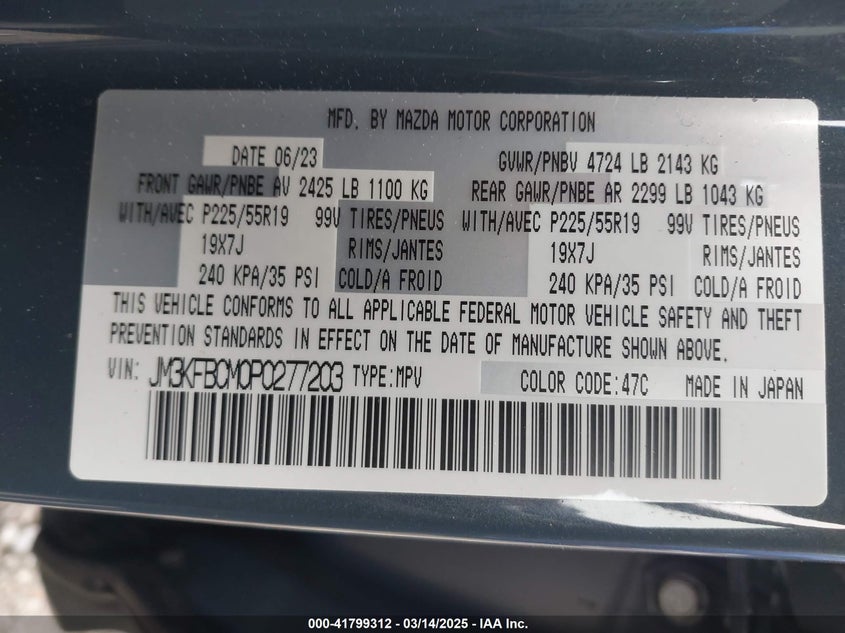 MFD. BY MAZDA MOTOR CORPORATION
DATE 06/23 GVWR/PNBV 4724 LB 2143 KG
FRONT GAWR/PNBE AV 2425 LB 1100 KG REAR GAWR/PNBE AR 2299 LB 1043 KG
WITH/AVEC P225/55R19 99V TIRES/PNEUS WITH/AVEC P225/55R19 99V TIRES/PNEUS
19X7J RIMS/JANTES 19X7J RIMS/JANTES
240 KPA/35 PSI COLD/A FROID 240 KPA/35 PSI COLD/A FROID
THIS VEHICLE CONFORMS TO ALL APPLICABLE FEDERAL MOTOR VEHICLE SAFETY AND THEFT
PREVENTION STANDARDS IN EFFECT ON THE DATE OF MANUFACTURE SHOWN ABOVE.
VIN: JM3KFBCM0P0277203 TYPE:MPV COLOR CODE:47C MADE IN JAPAN
000-41799312 / 03/14/2025 / IAA Inc.